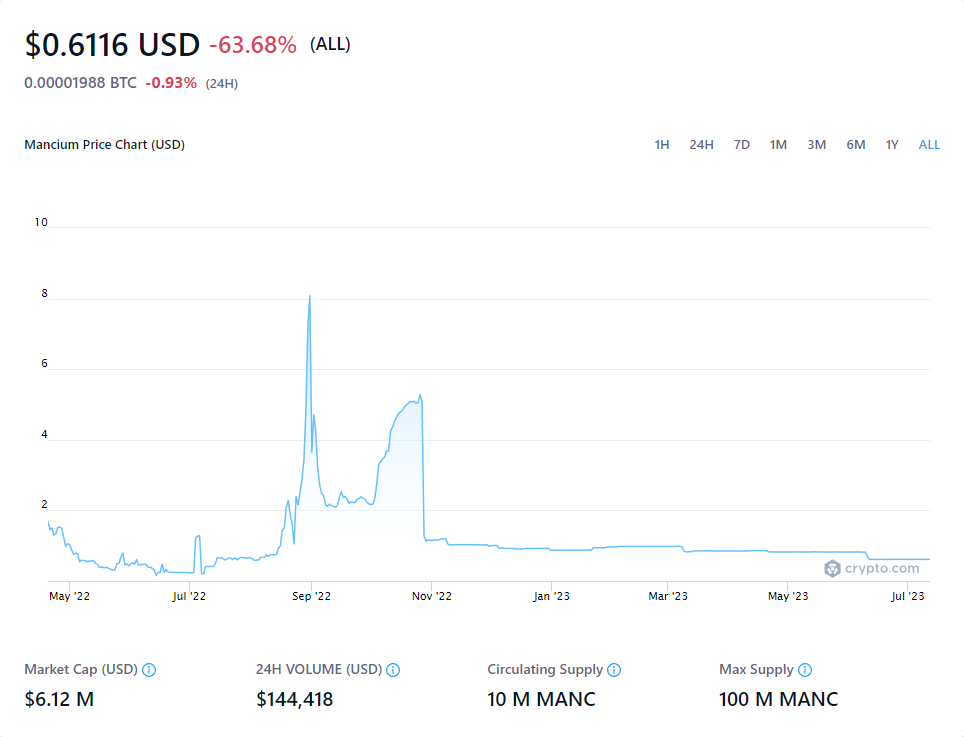 $0.6116 USD -63.68% (ALL)
0.00001988 BTC -0.93% (24H)
Mancium Price Chart (USD) 1H 24H 7D 1M 3M 6M 1Y ALL
10
8
6
4
2
crypto.com
May '22 Jul '22 Sep '22 Nov '22 Jan '23 Mar '23 May '23 Jul '23
Market Cap (USD) 24H VOLUME (USD) Circulating Supply Max Supply
$6.12 M $144,418 10 M MANC 100 M MANC